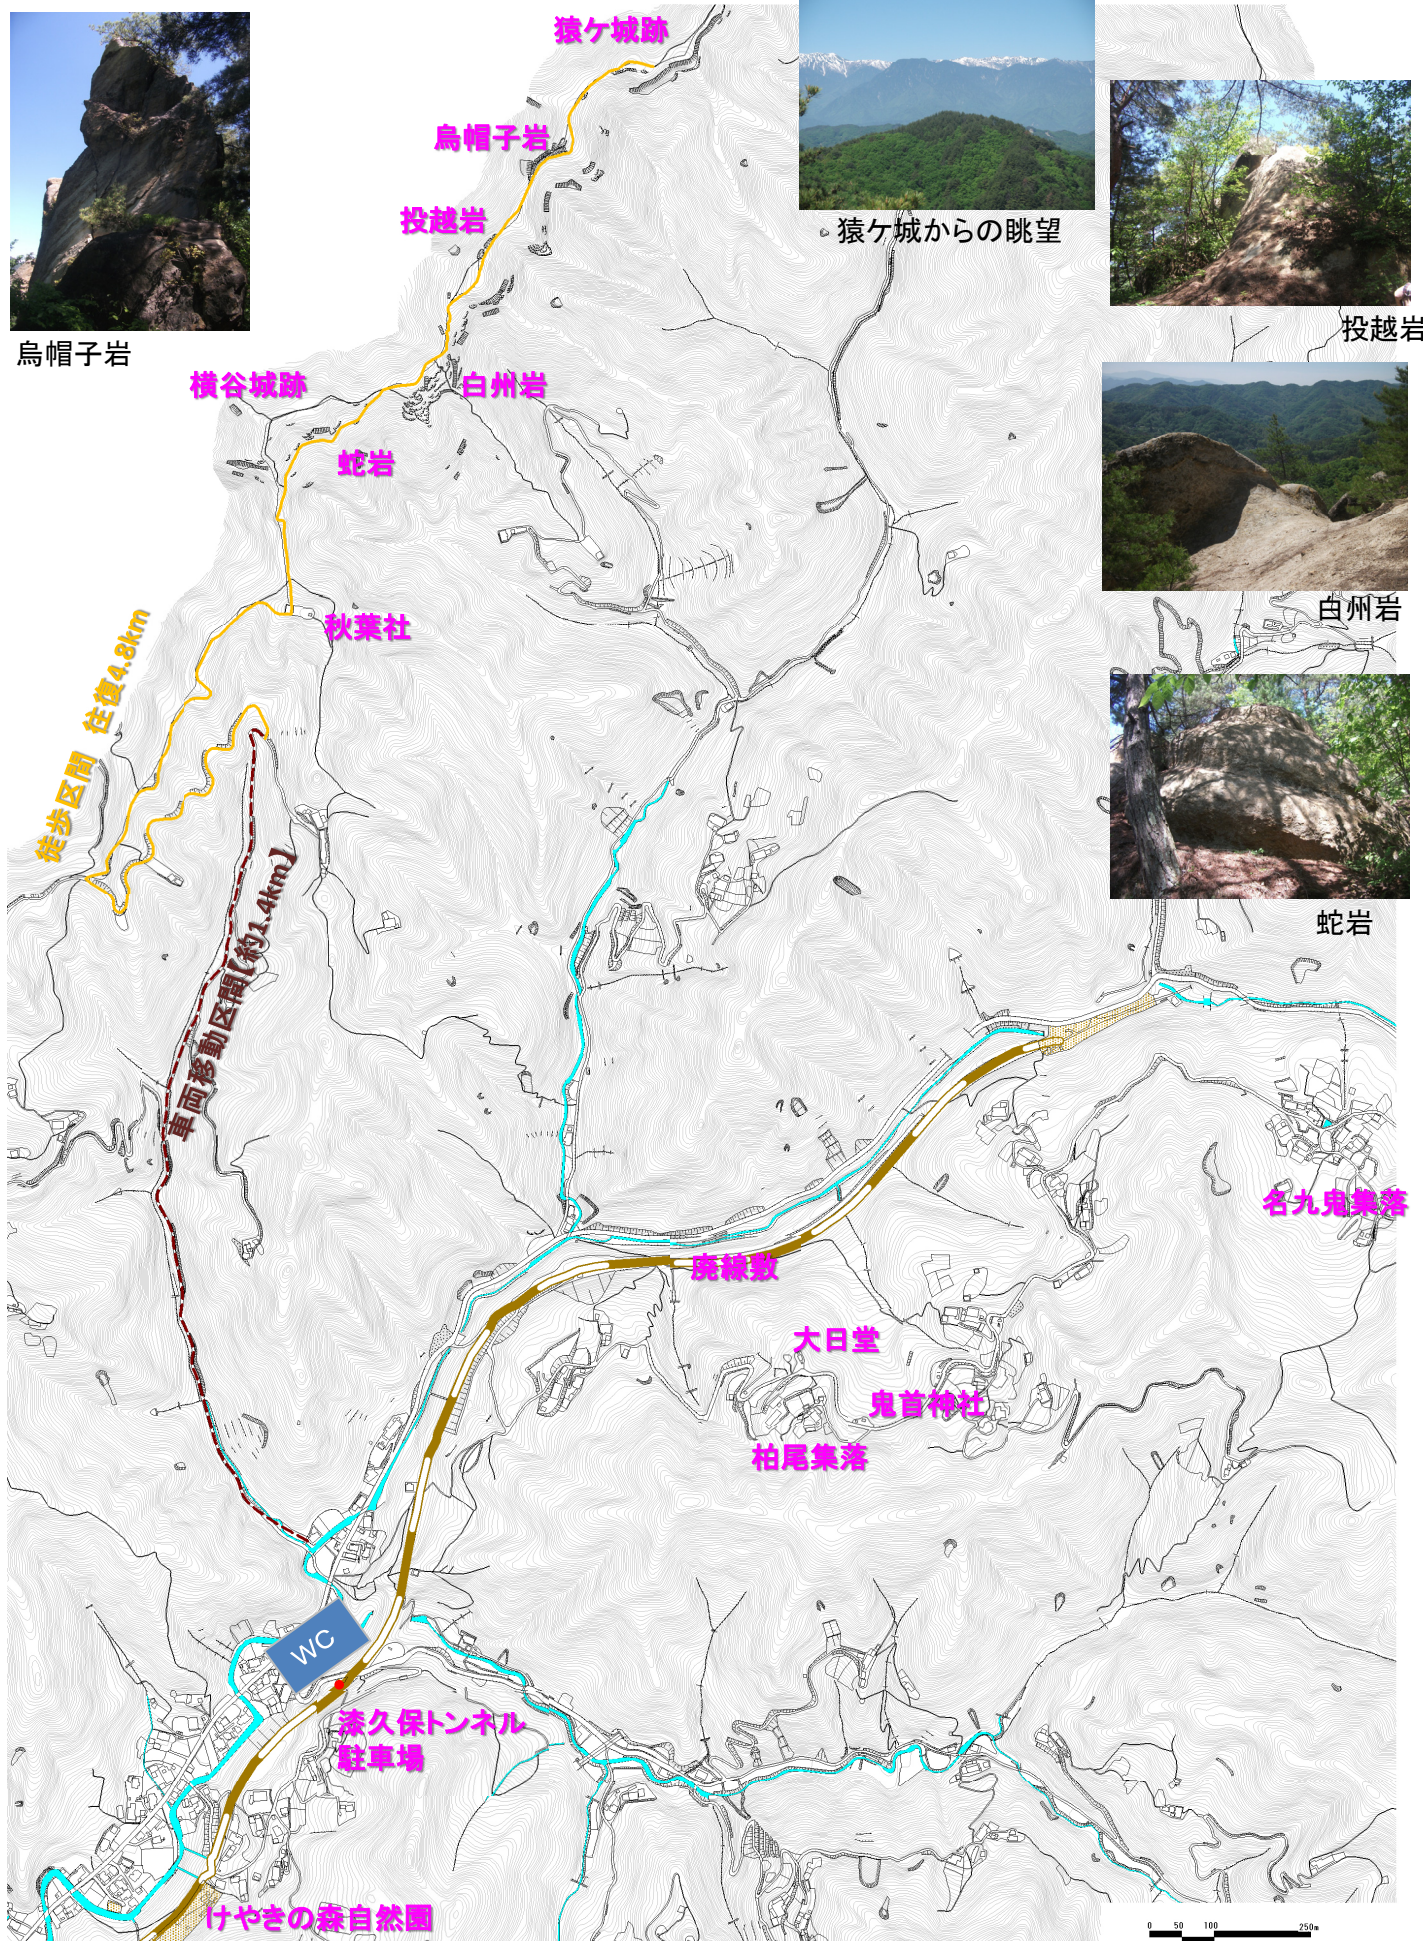 猿ケ城跡
烏帽子岩
投越岩
猿ケ城からの眺望
投越岩
烏帽子岩
横谷城跡
白州岩
蛇岩
白州岩
秋葉社
徒歩区間 往復4.8km
車両移動区間【約1.4km】
蛇岩
名九鬼集落
廃線敷
大日堂
鬼首神社
柏尾集落
WC
漆久保トンネル
駐車場
けやきの森自然園
0 50 100 250m